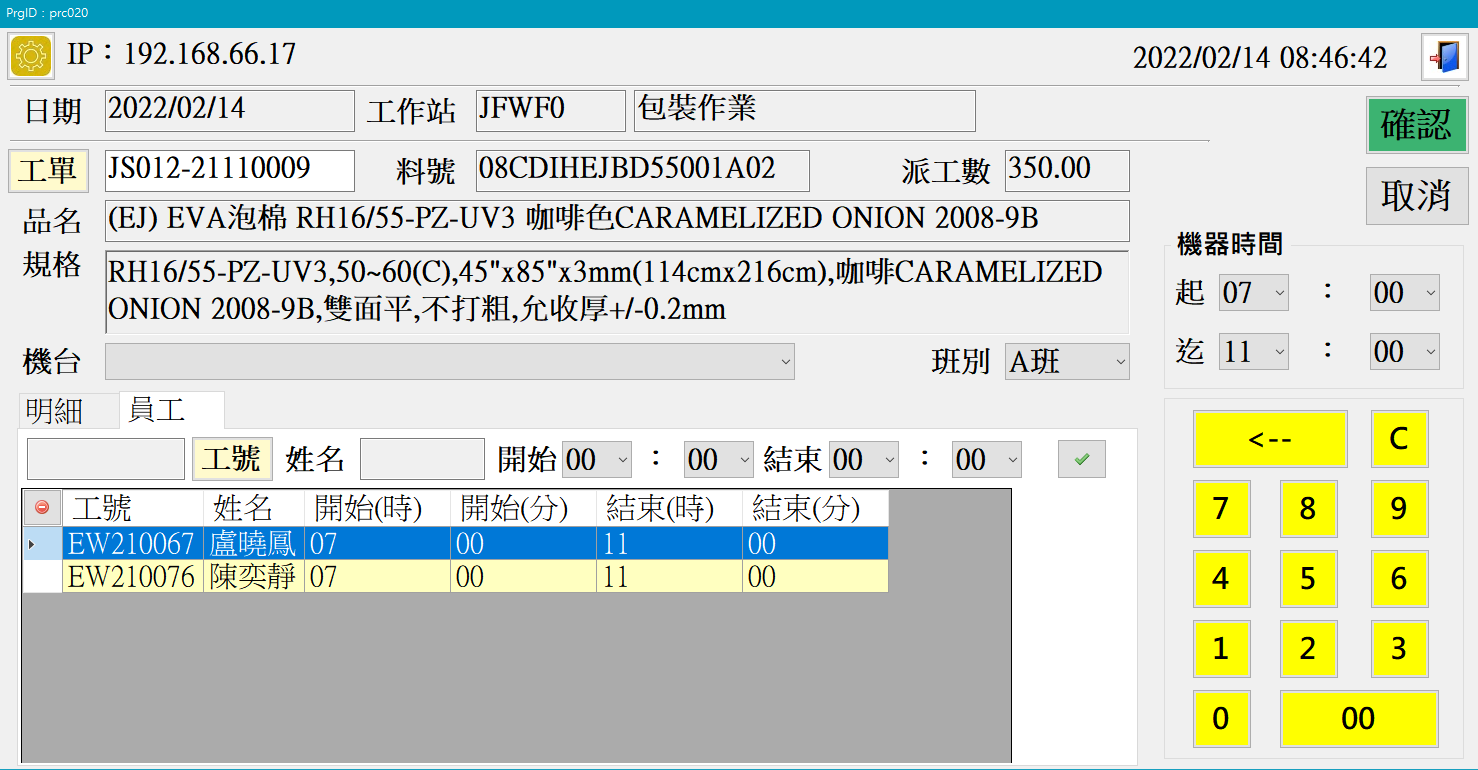 PrgID : prc020
IP：192.168.66.17
2022/02/14 08:46:42
日期 2022/02/14 工作站 JFWF0 包裝作業
確認
工單 JS012-21110009 料號 08CDIHEJBD55001A02 派工數 350.00
取消
品名 (EJ) EVA泡棉 RH16/55-PZ-UV3 咖啡色CARAMELIZED ONION 2008-9B
規格 RH16/55-PZ-UV3,50~60(C),45"x85"x3mm(114cmx216cm),咖啡CARAMELIZED
ONION 2008-9B,雙面平,不打粗,允收厚+/-0.2mm
機器時間
起 07 : 00
迄 11 : 00
機台 班別 A班
明細 員工
工號 姓名 開始 00 : 00 結束 00 : 00
工號 姓名 開始(時) 開始(分) 結束(時) 結束(分)
EW210067 盧曉鳳 07 00 11 00
EW210076 陳奕靜 07 00 11 00
<-- C
7 8 9
4 5 6
1 2 3
0 00